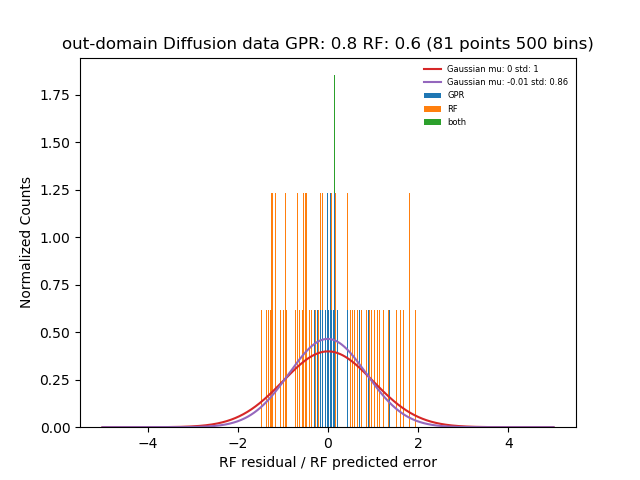 out-domain Diffusion data GPR: 0.8 RF: 0.6 (81 points 500 bins)
Gaussian mu: 0 std: 1
Gaussian mu: -0.01 std: 0.86
GPR
RF
both
Normalized Counts
1.75
1.50
1.25
1.00
0.75
0.50
0.25
0.00
−4 −2 0 2 4
RF residual / RF predicted error